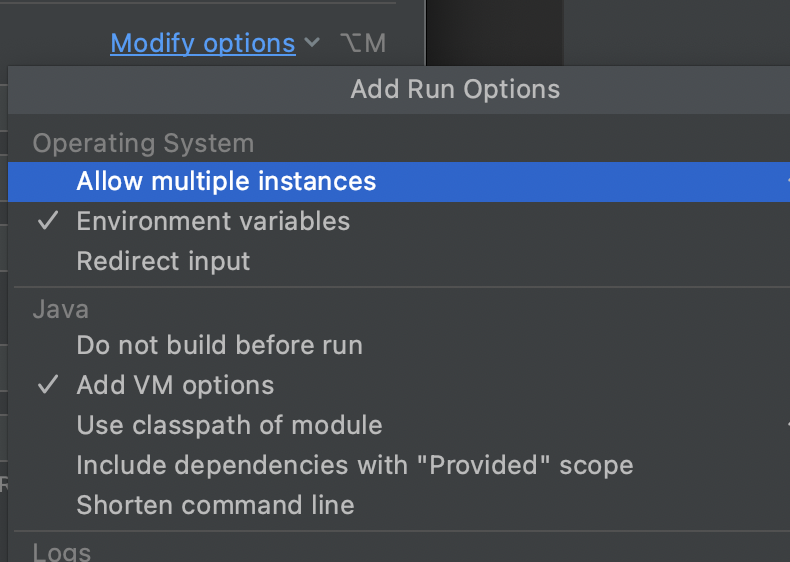 Modify options ⌥M
Add Run Options
Operating System
Allow multiple instances
Environment variables
Redirect input
Java
Do not build before run
Add VM options
Use classpath of module
Include dependencies with "Provided" scope
Shorten command line
Logs